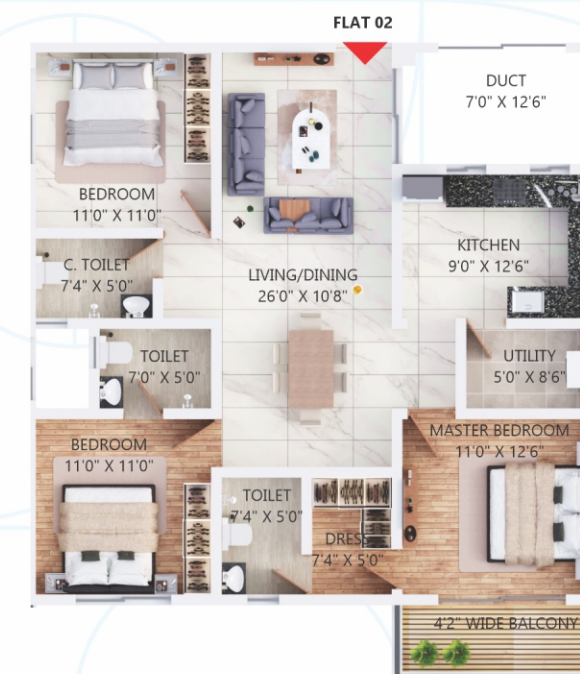 FLAT 02
DUCT
7'0" X 12'6"
BEDROOM
11'0" X 11'0"
KITCHEN
9'0" X 12'6"
C. TOILET
7'4" X 5'0"
LIVING/DINING
26'0" X 10'8"
TOILET
7'0" X 5'0"
UTILITY
5'0" X 8'6"
BEDROOM
11'0" X 11'0"
MASTER BEDROOM
11'0" X 12'6"
TOILET
7'4" X 5'0"
DRESS
7'4" X 5'0"
4'2" WIDE BALCONY